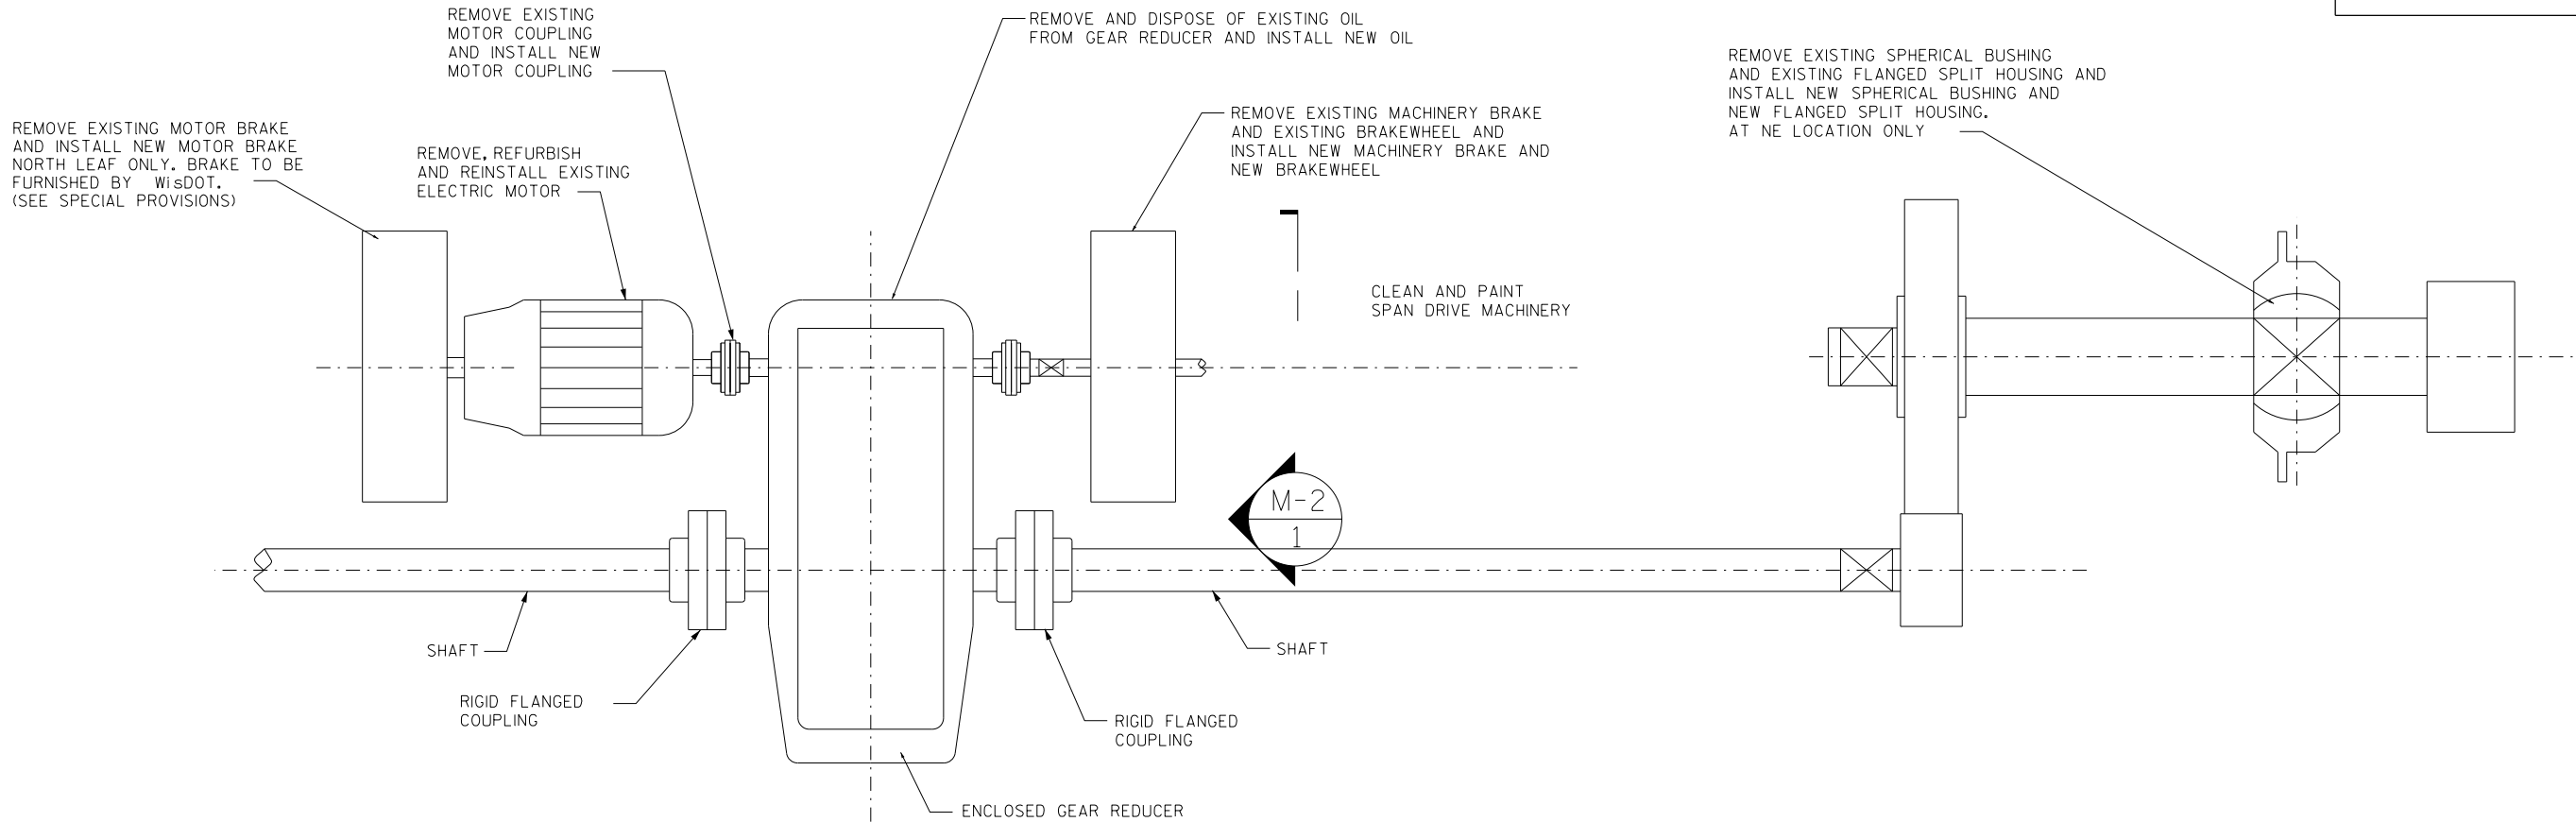 REMOVE EXISTING
MOTOR COUPLING
AND INSTALL NEW
MOTOR COUPLING
REMOVE AND DISPOSE OF EXISTING OIL
FROM GEAR REDUCER AND INSTALL NEW OIL
REMOVE EXISTING SPHERICAL BUSHING
AND EXISTING FLANGED SPLIT HOUSING AND
INSTALL NEW SPHERICAL BUSHING AND
NEW FLANGED SPLIT HOUSING.
AT NE LOCATION ONLY
REMOVE EXISTING MOTOR BRAKE
AND INSTALL NEW MOTOR BRAKE
NORTH LEAF ONLY. BRAKE TO BE
FURNISHED BY WisDOT.
(SEE SPECIAL PROVISIONS)
REMOVE, REFURBISH
AND REINSTALL EXISTING
ELECTRIC MOTOR
REMOVE EXISTING MACHINERY BRAKE
AND EXISTING BRAKEWHEEL AND
INSTALL NEW MACHINERY BRAKE AND
NEW BRAKEWHEEL
CLEAN AND PAINT
SPAN DRIVE MACHINERY
M-2
1
SHAFT
SHAFT
RIGID FLANGED
COUPLING
RIGID FLANGED
COUPLING
ENCLOSED GEAR REDUCER